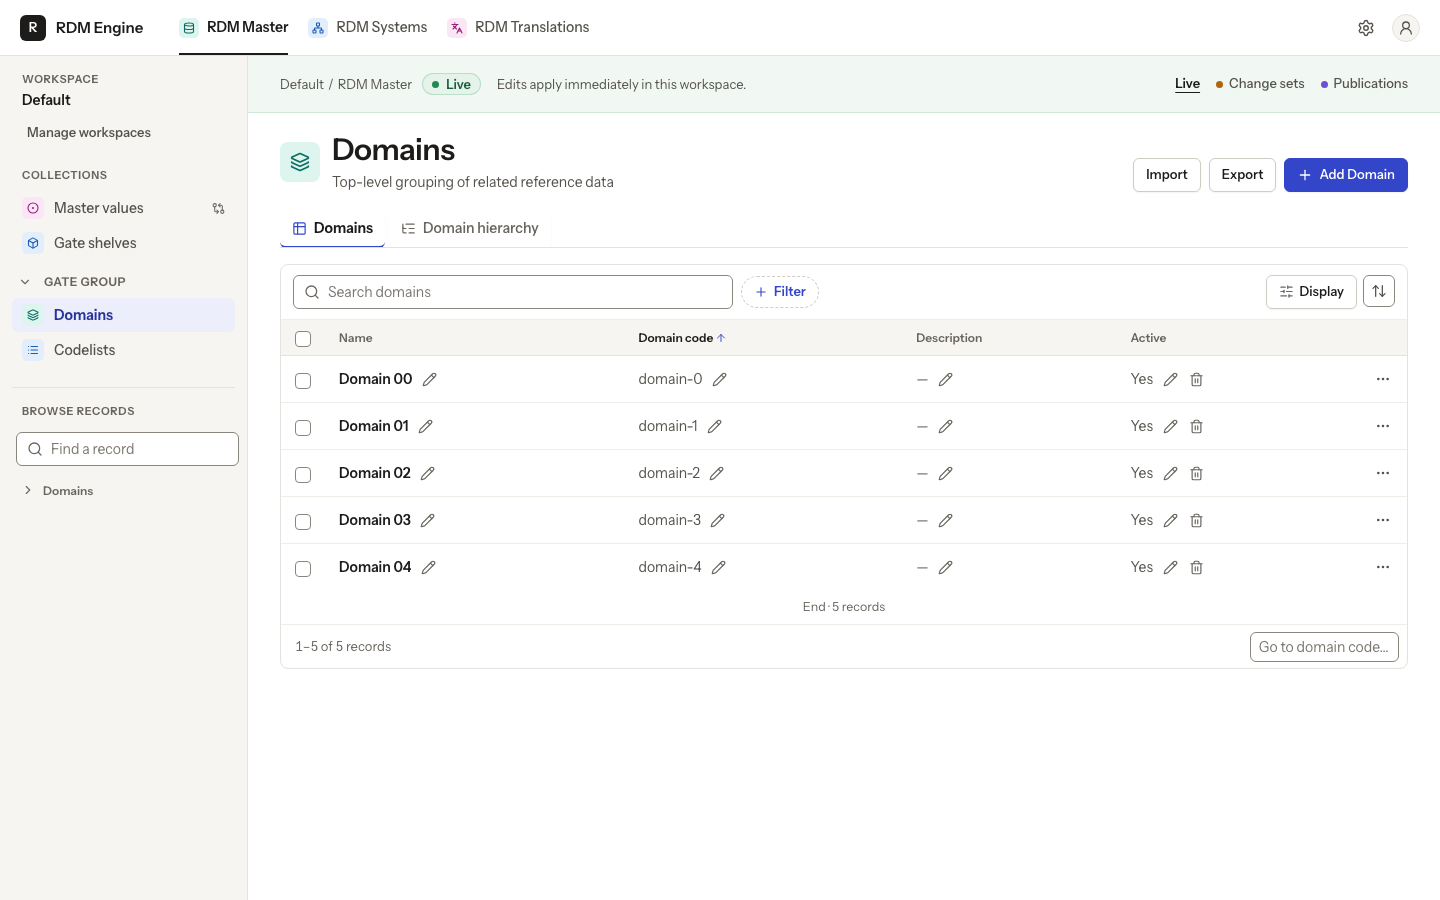 R RDM Engine RDM Master RDM Systems RDM Translations
WORKSPACE
Default
Manage workspaces
COLLECTIONS
Master values
Gate shelves
GATE GROUP
Domains
Codelists
BROWSE RECORDS
Find a record
Domains
Default / RDM Master Live Edits apply immediately in this workspace. Live Change sets Publications
Domains
Top-level grouping of related reference data
Import Export + Add Domain
Domains Domain hierarchy
Search domains + Filter Display
Name Domain code ↑ Description Active
Domain 00 domain-0 — Yes ...
Domain 01 domain-1 — Yes ...
Domain 02 domain-2 — Yes ...
Domain 03 domain-3 — Yes ...
Domain 04 domain-4 — Yes ...
End · 5 records
1–5 of 5 records Go to domain code...